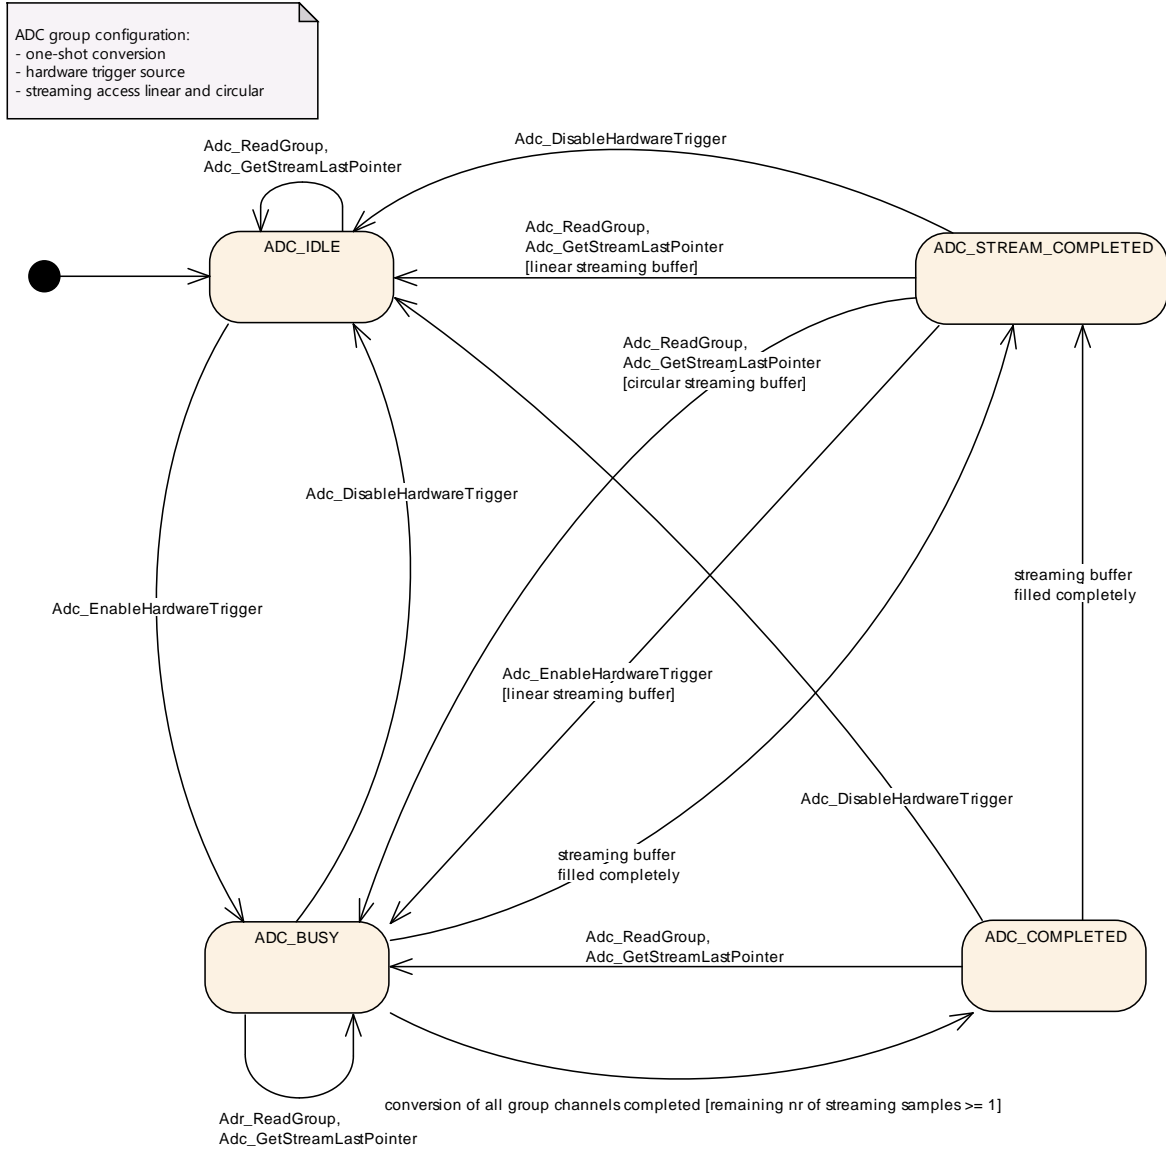 ADC group configuration:
- one-shot conversion
- hardware trigger source
- streaming access linear and circular
Adc_DisableHardwareTrigger
Adc_ReadGroup,
Adc_GetStreamLastPointer
ADC_IDLE
Adc_ReadGroup,
Adc_GetStreamLastPointer
[linear streaming buffer]
ADC_STREAM_COMPLETED
Adc_ReadGroup,
Adc_GetStreamLastPointer
[circular streaming buffer]
Adc_DisableHardwareTrigger
streaming buffer
filled completely
Adc_EnableHardwareTrigger
Adc_EnableHardwareTrigger
[linear streaming buffer]
Adc_DisableHardwareTrigger
streaming buffer
filled completely
ADC_BUSY
Adc_ReadGroup,
Adc_GetStreamLastPointer
ADC_COMPLETED
conversion of all group channels completed [remaining nr of streaming samples >= 1]
Adr_ReadGroup,
Adc_GetStreamLastPointer